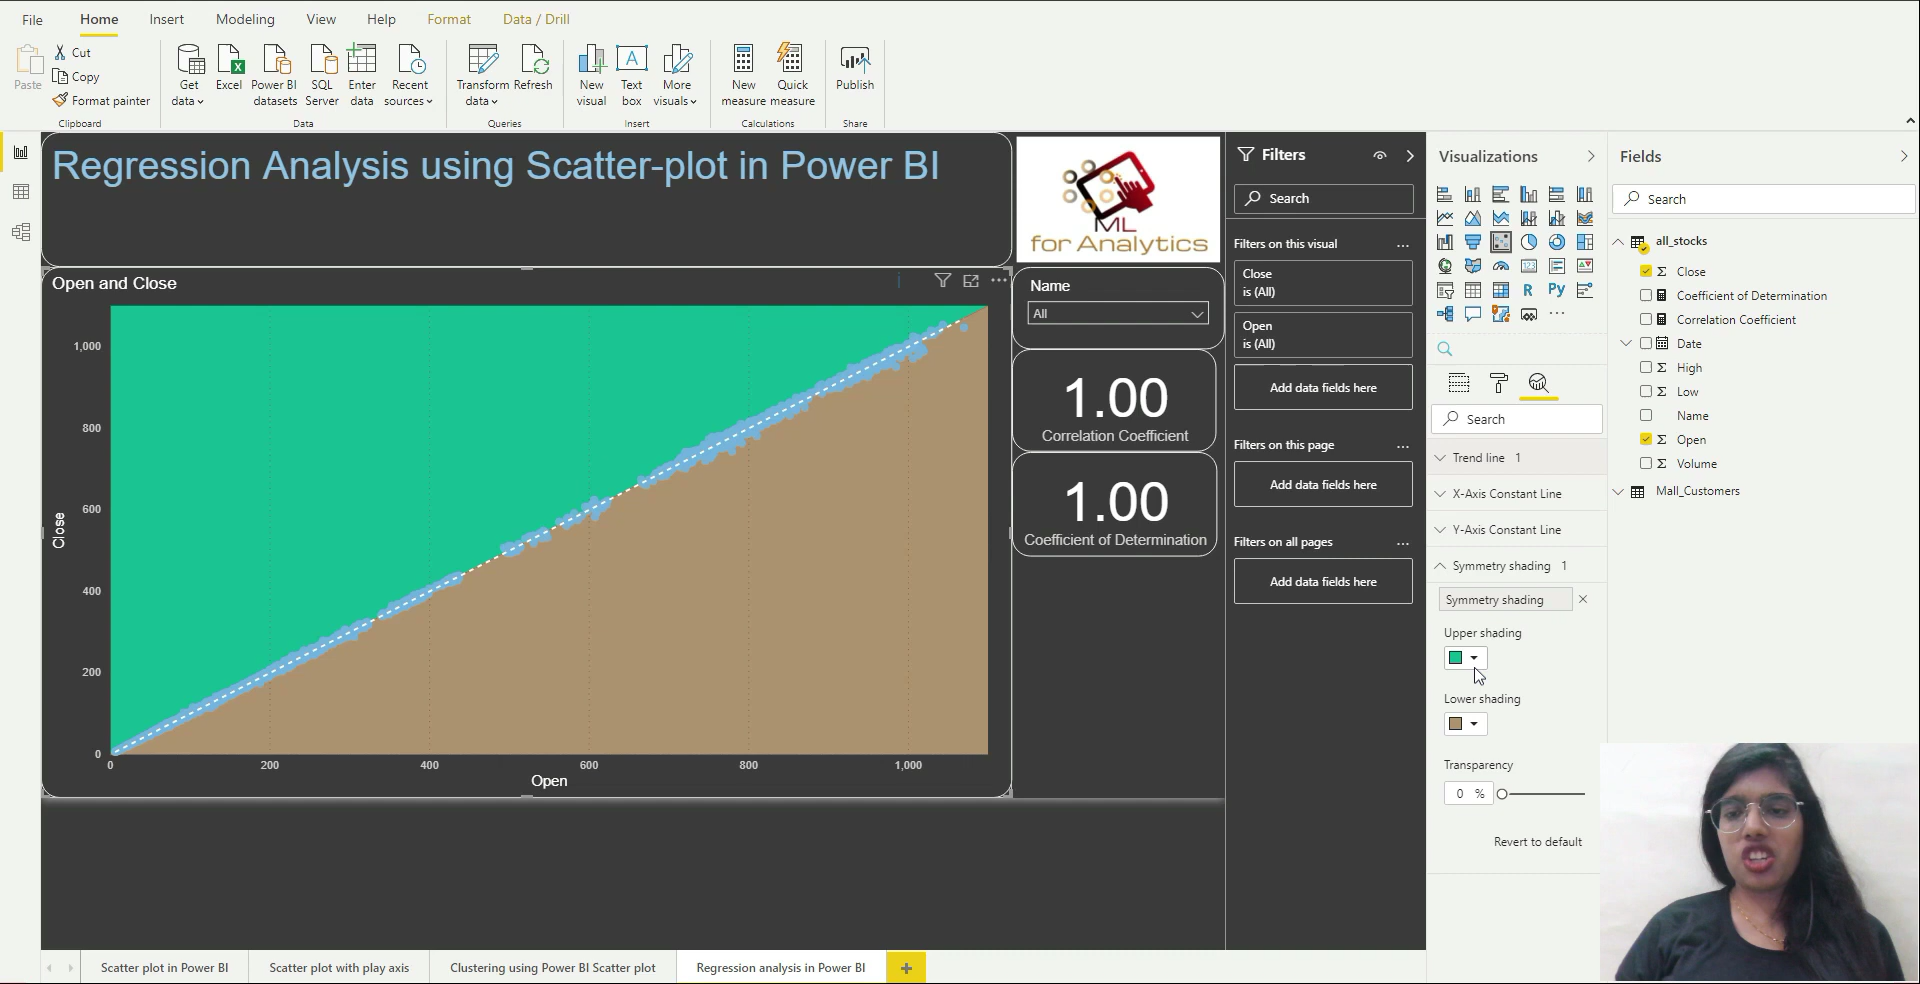 File Home Insert Modeling View Help Format Data / Drill
Paste
Cut
Copy
Format painter
Clipboard
Get data
Excel
Power BI datasets
SQL Server
Enter data
Recent sources
Data
Transform data
Refresh
Queries
New visual
Text box
More visuals
Insert
New measure
Quick measure
Calculations
Publish
Share
Regression Analysis using Scatter-plot in Power BI
ML
for Analytics
Open and Close
1,000
800
600
400
200
0
Close
0 200 400 600 800 1,000
Open
Name
All
1.00
Correlation Coefficient
1.00
Coefficient of Determination
Filters
Search
Filters on this visual ...
Close
is (All)
Open
is (All)
Add data fields here
Filters on this page ...
Add data fields here
Filters on all pages ...
Add data fields here
Visualizations
123
R Py
...
Search
Trend line 1
X-Axis Constant Line
Y-Axis Constant Line
Symmetry shading 1
Symmetry shading
Upper shading
Lower shading
Transparency
0 %
Revert to default
Fields
Search
all_stocks
Σ Close
Coefficient of Determination
Correlation Coefficient
Date
Σ High
Σ Low
Name
Σ Open
Σ Volume
Mall_Customers
Scatter plot in Power BI
Scatter plot with play axis
Clustering using Power BI Scatter plot
Regression analysis in Power BI
+